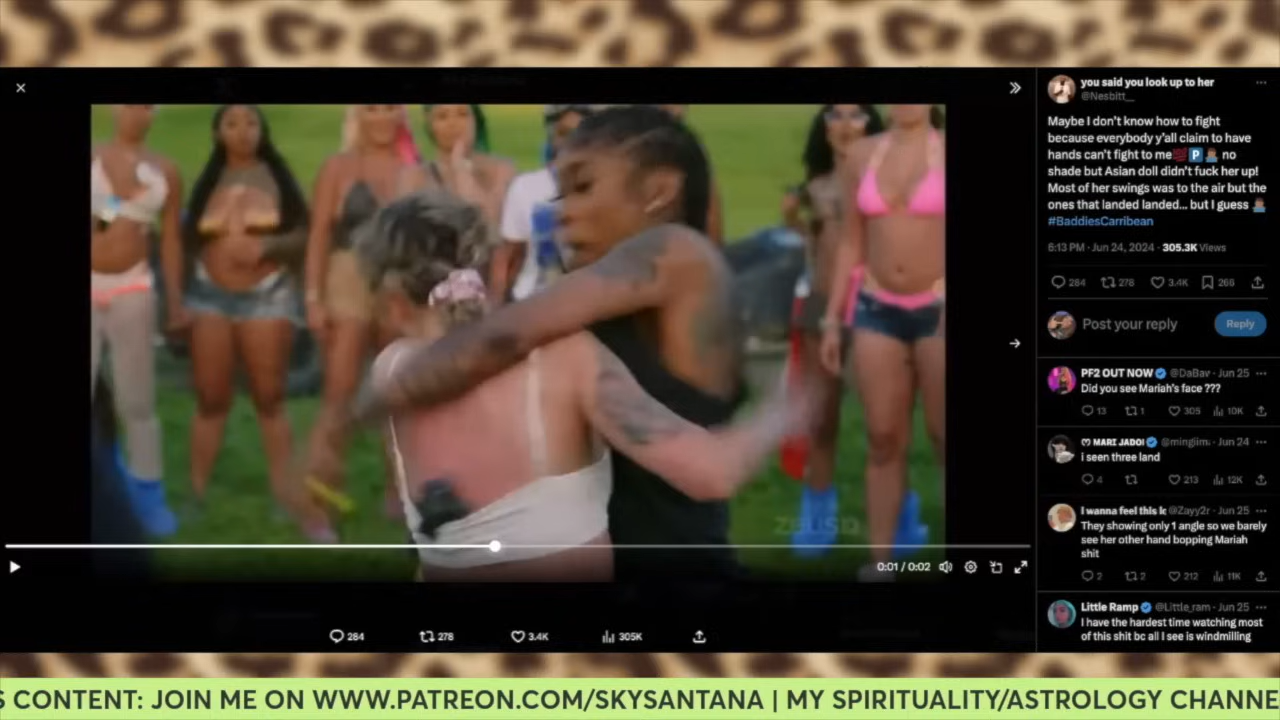 you said you look up to her
@Nesbitt__
Maybe I don't know how to fight
because everybody y'all claim to have
hands can't fight to me💯🅿️🤷🏽‍♂️ no
shade but Asian doll didn't fuck her up!
Most of her swings was to the air but the
ones that landed landed... but I guess
#BaddiesCarribean
6:13 PM · Jun 24, 2024 · 305.3K Views
284 278 3.4K 266
Post your reply
Reply
PF2 OUT NOW @DaBav · Jun 25
Did you see Mariah's face ???
13 1 305 10K
MARI JADOI @mingiim · Jun 24
i seen three land
4 213 12K
I wanna feel this lc @Zayy2r · Jun 25
They showing only 1 angle so we barely
see her other hand bopping Mariah
shit
2 2 212 11K
Little Ramp @Little_ram · Jun 25
I have the hardest time watching most
of this shit bc all I see is windmilling
ZEUS
0:01 / 0:02
284 278 3.4K 305K
S CONTENT: JOIN ME ON WWW.PATREON.COM/SKYSANTANA | MY SPIRITUALITY/ASTROLOGY CHANNE